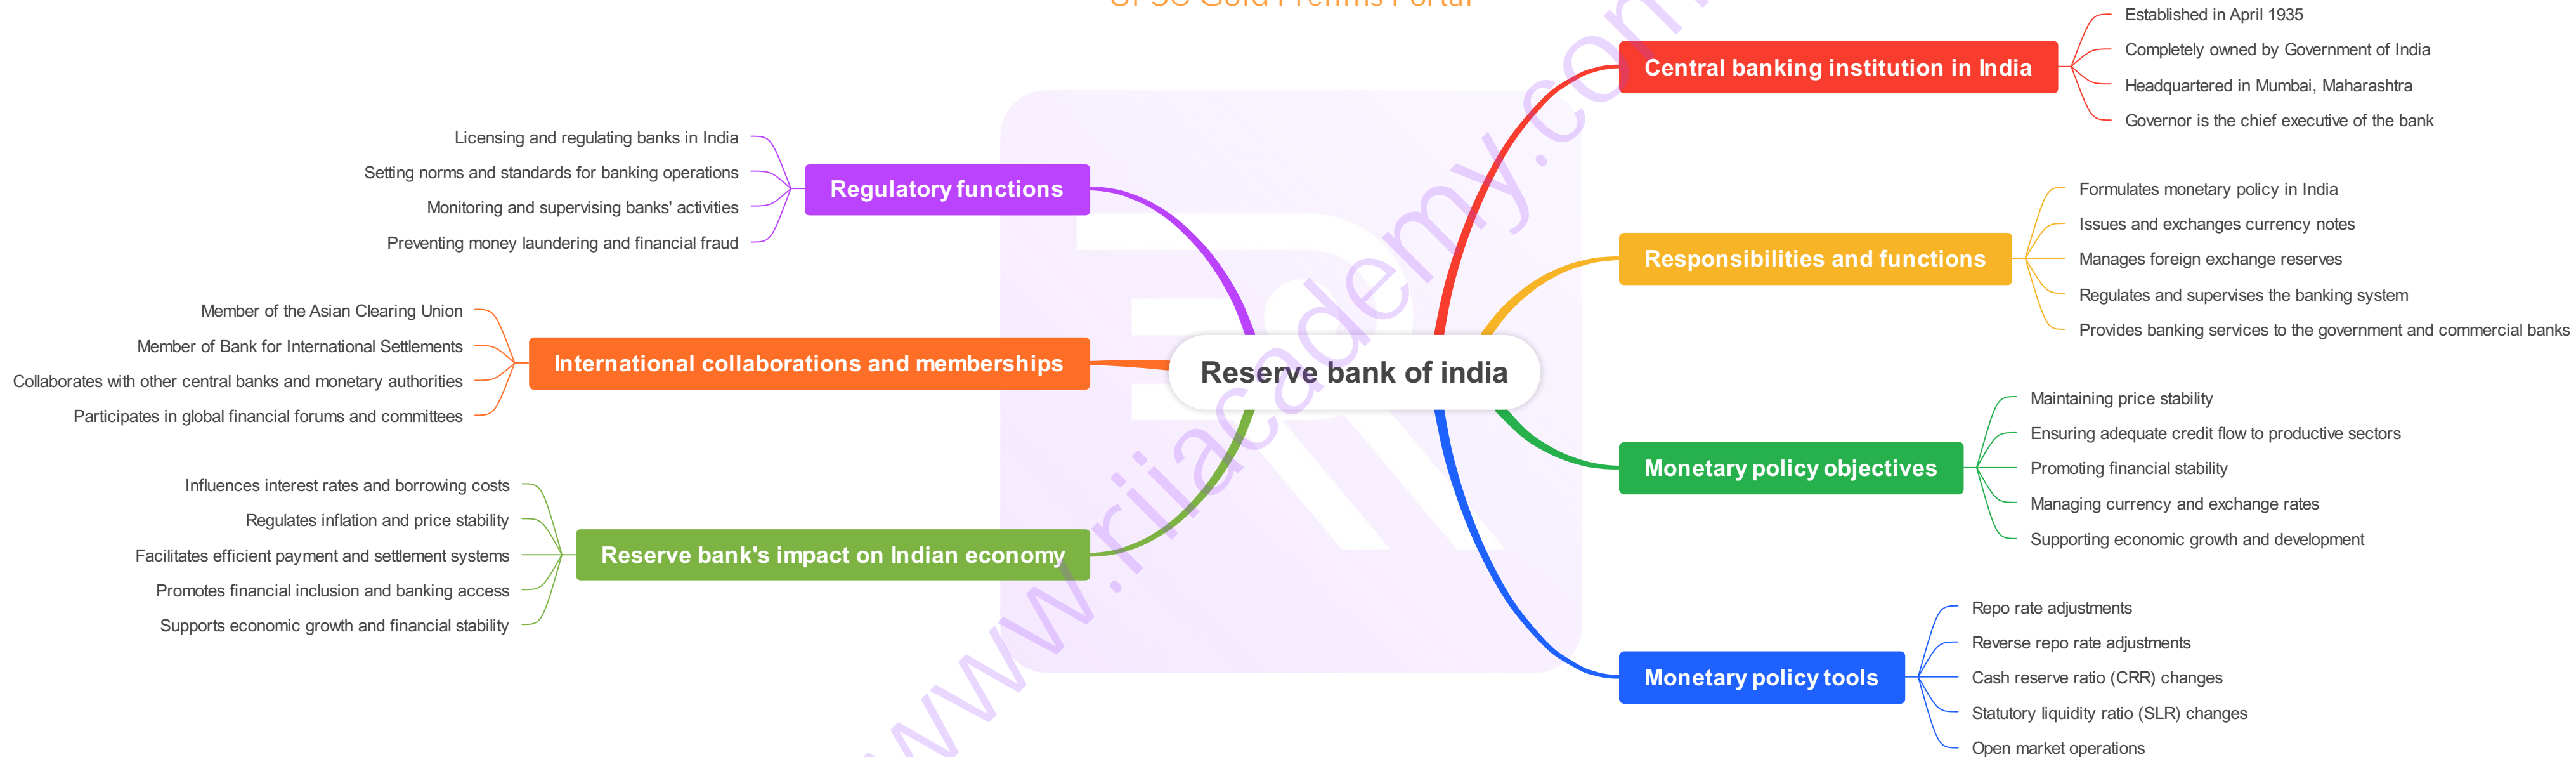 UPSC Gold Prelims Portal
Reserve bank of india
Central banking institution in India
Established in April 1935
Completely owned by Government of India
Headquartered in Mumbai, Maharashtra
Governor is the chief executive of the bank
Responsibilities and functions
Formulates monetary policy in India
Issues and exchanges currency notes
Manages foreign exchange reserves
Regulates and supervises the banking system
Provides banking services to the government and commercial banks
Monetary policy objectives
Maintaining price stability
Ensuring adequate credit flow to productive sectors
Promoting financial stability
Managing currency and exchange rates
Supporting economic growth and development
Monetary policy tools
Repo rate adjustments
Reverse repo rate adjustments
Cash reserve ratio (CRR) changes
Statutory liquidity ratio (SLR) changes
Open market operations
Regulatory functions
Licensing and regulating banks in India
Setting norms and standards for banking operations
Monitoring and supervising banks' activities
Preventing money laundering and financial fraud
International collaborations and memberships
Member of the Asian Clearing Union
Member of Bank for International Settlements
Collaborates with other central banks and monetary authorities
Participates in global financial forums and committees
Reserve bank's impact on Indian economy
Influences interest rates and borrowing costs
Regulates inflation and price stability
Facilitates efficient payment and settlement systems
Promotes financial inclusion and banking access
Supports economic growth and financial stability
www.riiacademy.com